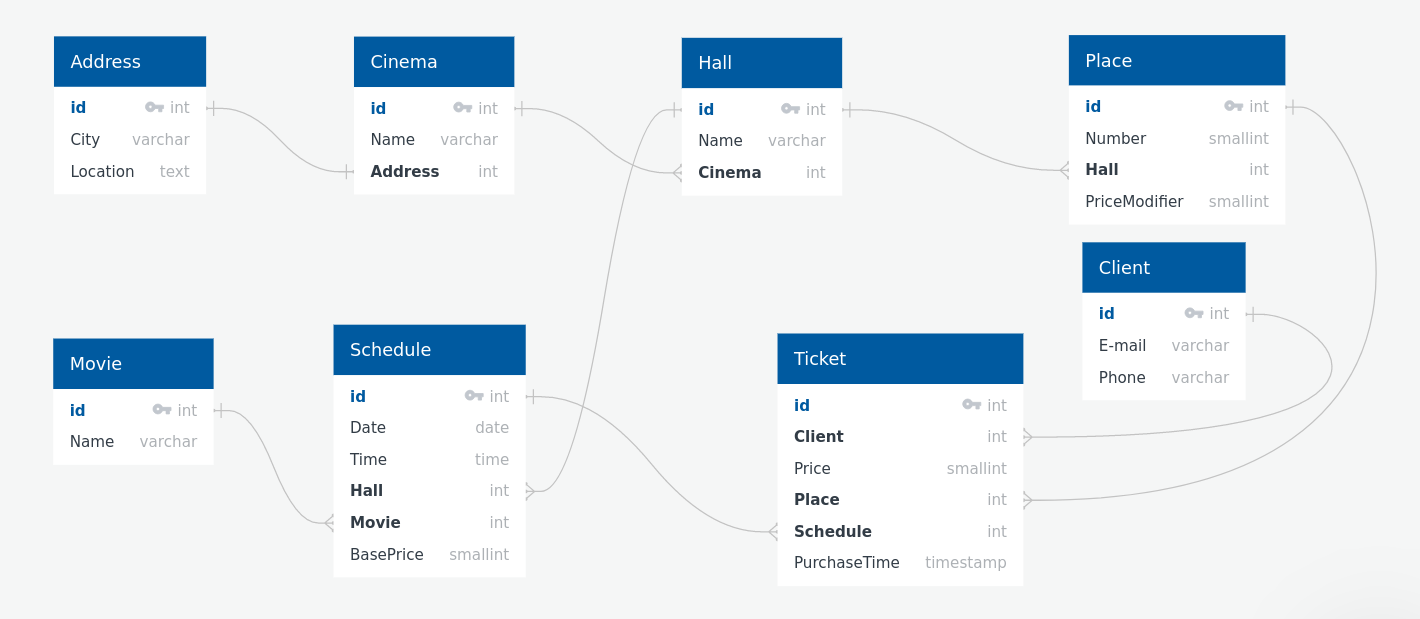 Address
id int
City varchar
Location text
Cinema
id int
Name varchar
Address int
Hall
id int
Name varchar
Cinema int
Place
id int
Number smallint
Hall int
PriceModifier smallint
Client
id int
E-mail varchar
Phone varchar
Movie
id int
Name varchar
Schedule
id int
Date date
Time time
Hall int
Movie int
BasePrice smallint
Ticket
id int
Client int
Price smallint
Place int
Schedule int
PurchaseTime timestamp